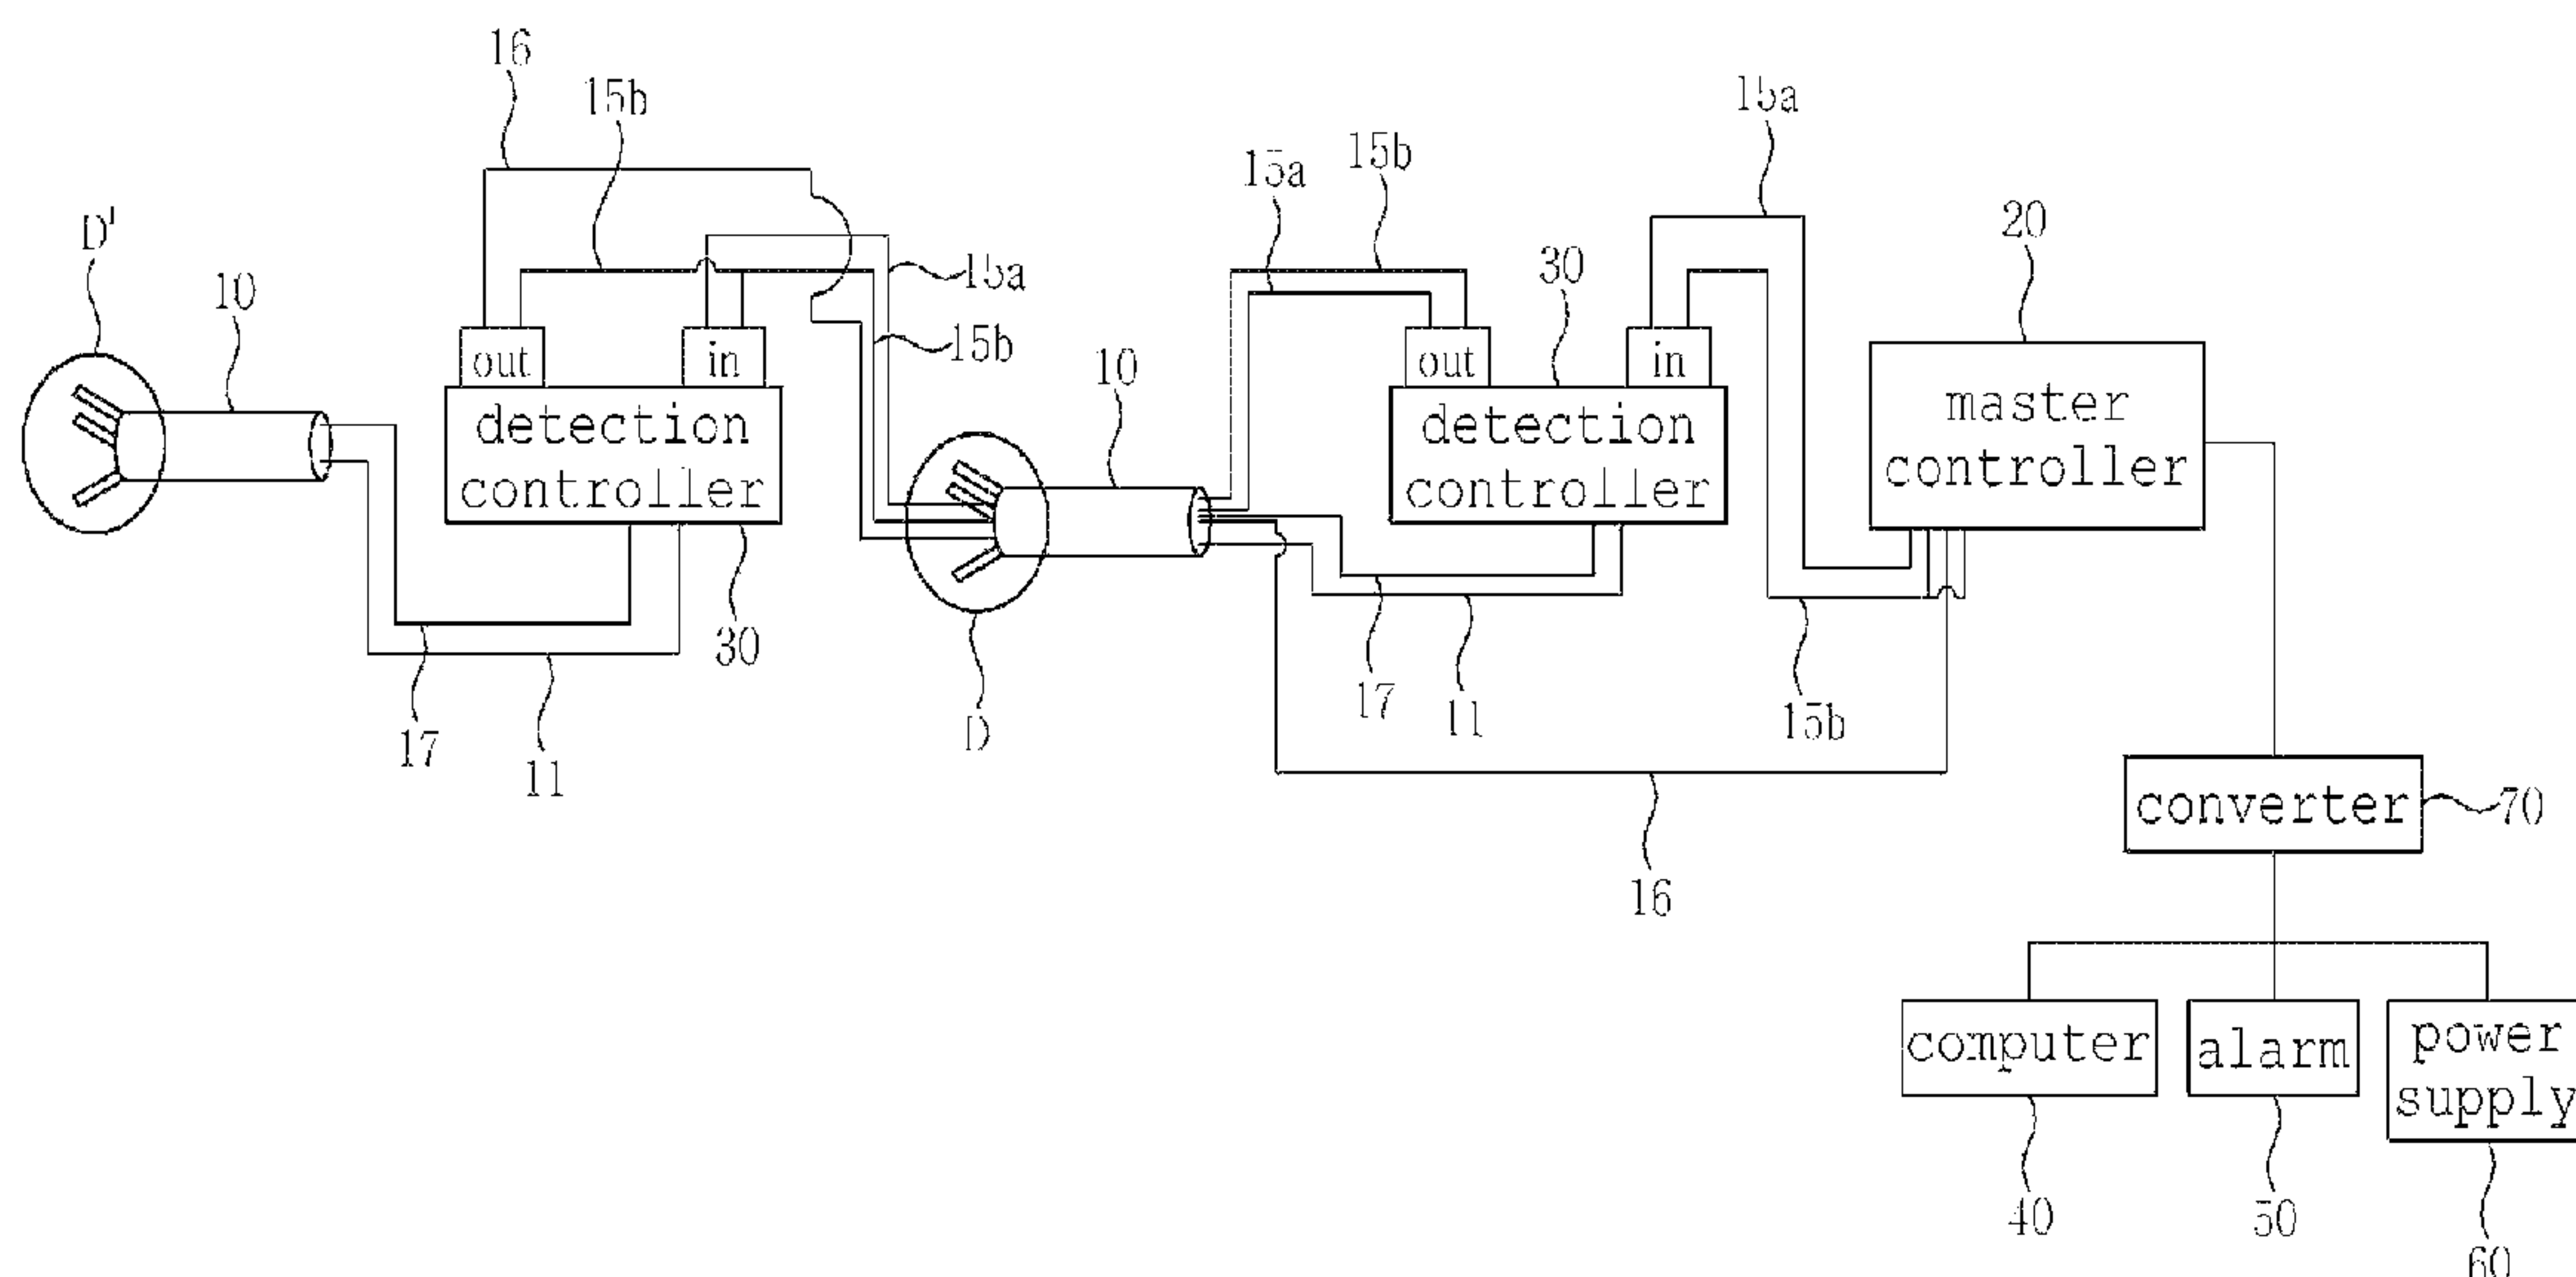 16
15b
15a
15b
15a
D'
10
20
30
15a
15b
out
in
10
out
in
detection
controller
detection
controller
master
controller
30
17
11
D
17
11
15b
converter
70
16
computer
alarm
power
supply
40
50
60